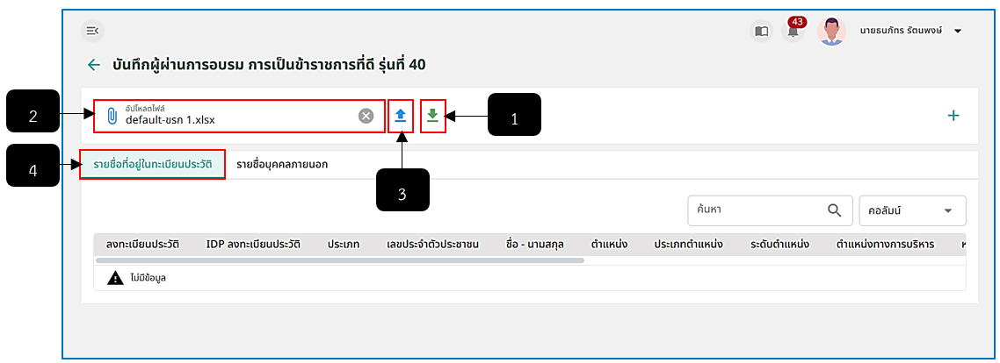 43
นายธนภัทร รัตนพงษ์
บันทึกผู้ผ่านการอบรม การเป็นข้าราชการที่ดี รุ่นที่ 40
2
อัปโหลดไฟล์
default-ขรก 1.xlsx
1
3
4
รายชื่อที่อยู่ในทะเบียนประวัติ รายชื่อบุคคลภายนอก
ค้นหา คอลัมน์
ลงทะเบียนประวัติ IDP ลงทะเบียนประวัติ ประเภท เลขประจำตัวประชาชน ชื่อ - นามสกุล ตำแหน่ง ประเภทตำแหน่ง ระดับตำแหน่ง ตำแหน่งทางการบริหาร
ไม่มีข้อมูล